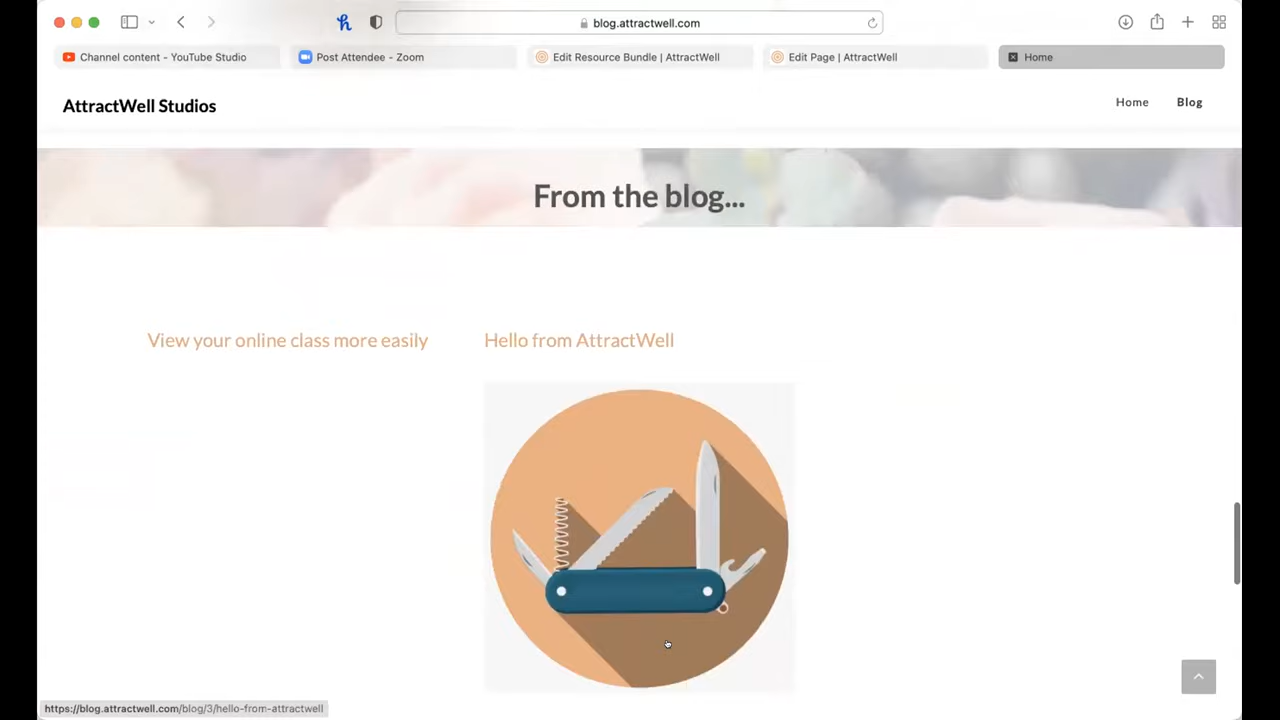 blog.attractwell.com
Channel content - YouTube Studio
Post Attendee - Zoom
Edit Resource Bundle | AttractWell
Edit Page | AttractWell
Home
AttractWell Studios
Home
Blog
From the blog...
View your online class more easily
Hello from AttractWell
https://blog.attractwell.com/blog/3/hello-from-attractwell